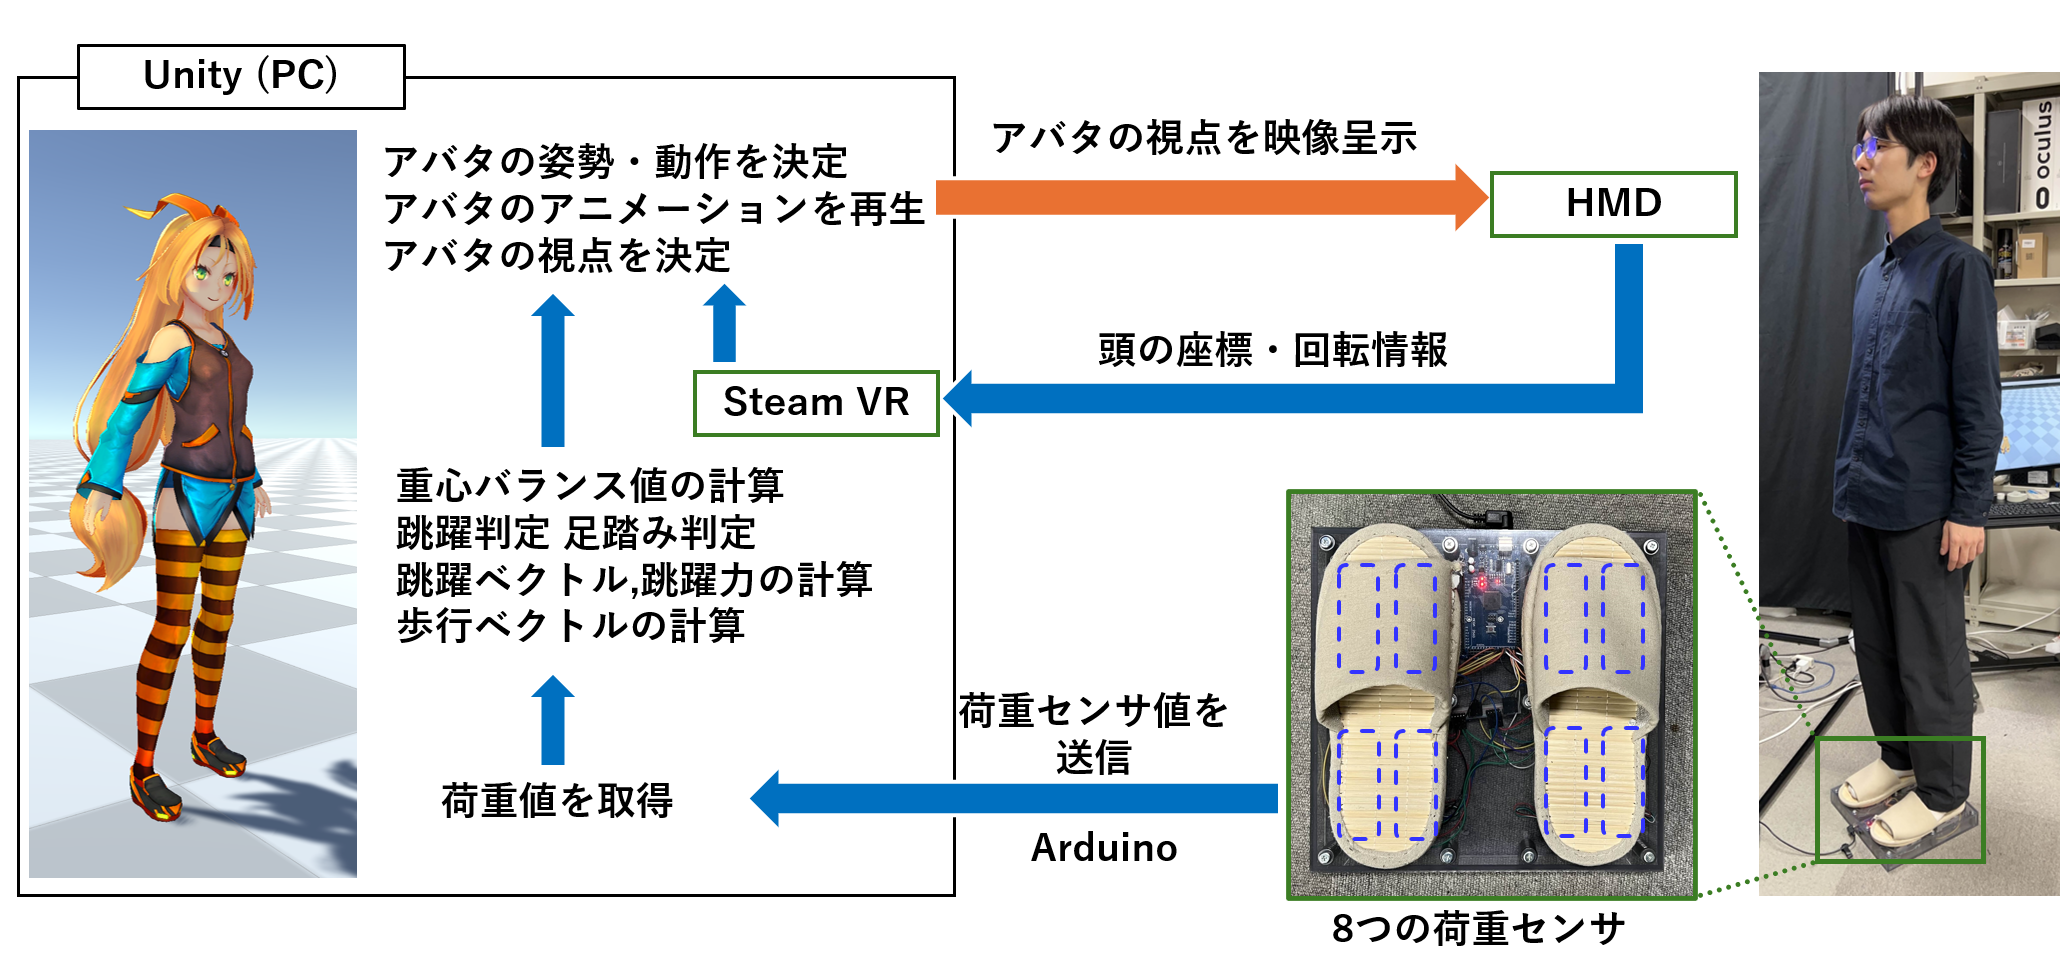 Unity (PC)
アバタの姿勢・動作を決定
アバタのアニメーションを再生
アバタの視点を決定
アバタの視点を映像呈示
HMD
oculus
頭の座標・回転情報
Steam VR
重心バランス値の計算
跳躍判定 足踏み判定
跳躍ベクトル,跳躍力の計算
歩行ベクトルの計算
荷重センサ値を
送信
荷重値を取得
Arduino
8つの荷重センサ